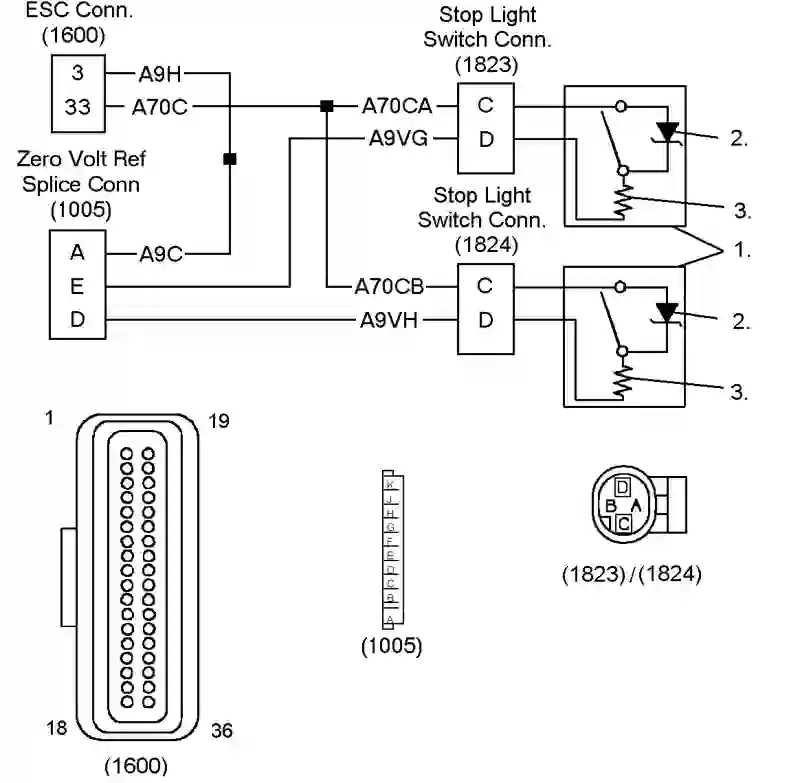 ESC Conn.
(1600)
3
A9H
33
A70C
Zero Volt Ref
Splice Conn
(1005)
A
A9C
E
D
Stop Light
Switch Conn.
(1823)
A70CA
C
A9VG
D
2.
3.
1.
Stop Light
Switch Conn.
(1824)
A70CB
C
A9VH
D
2.
3.
1
19
18
36
(1600)
K
J
H
G
F
E
D
C
B
A
(1005)
D
B A
C
(1823)/(1824)